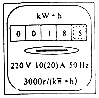 kW·h
0 0 1 8 5
220 V 10(20) A 50 Hz
3000r/(kW·h)